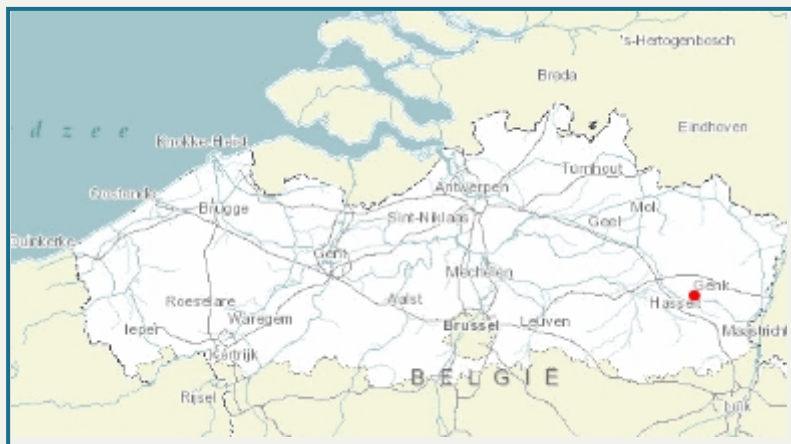 's-Hertogenbosch
Breda
d z e e
Eindhoven
Knokke-Heist
Turnhout
Antwerpen
Oostende
Mol
Brugge
Sint-Niklaas
Geel
Duinkerke
Gent
Mechelen
Genk
Roeselare
Aalst
Hasselt
Ieper
Waregem
Brussel
Leuven
Maastricht
Kortrijk
BELGIË
Rijsel
Luik